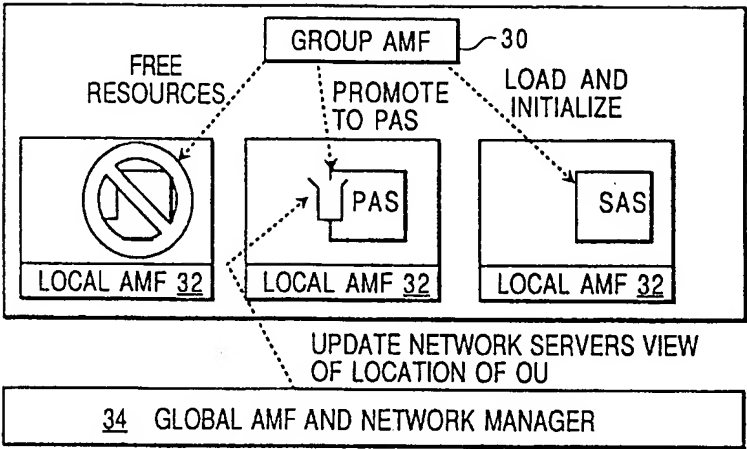 GROUP AMF
30
FREE
RESOURCES
PROMOTE
TO PAS
LOAD AND
INITIALIZE
PAS
SAS
LOCAL AMF 32
LOCAL AMF 32
LOCAL AMF 32
UPDATE NETWORK SERVERS VIEW
OF LOCATION OF OU
34 GLOBAL AMF AND NETWORK MANAGER